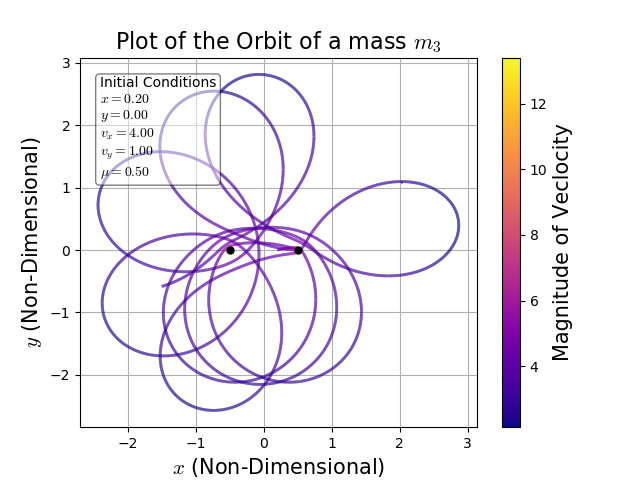 Plot of the Orbit of a mass m₃
Initial Conditions
x = 0.20
y = 0.00
vₓ = 4.00
v_y = 1.00
μ = 0.50
3
2
1
0
−1
−2
y (Non-Dimensional)
−2 −1 0 1 2 3
x (Non-Dimensional)
12
10
8
6
4
Magnitude of Veclocity